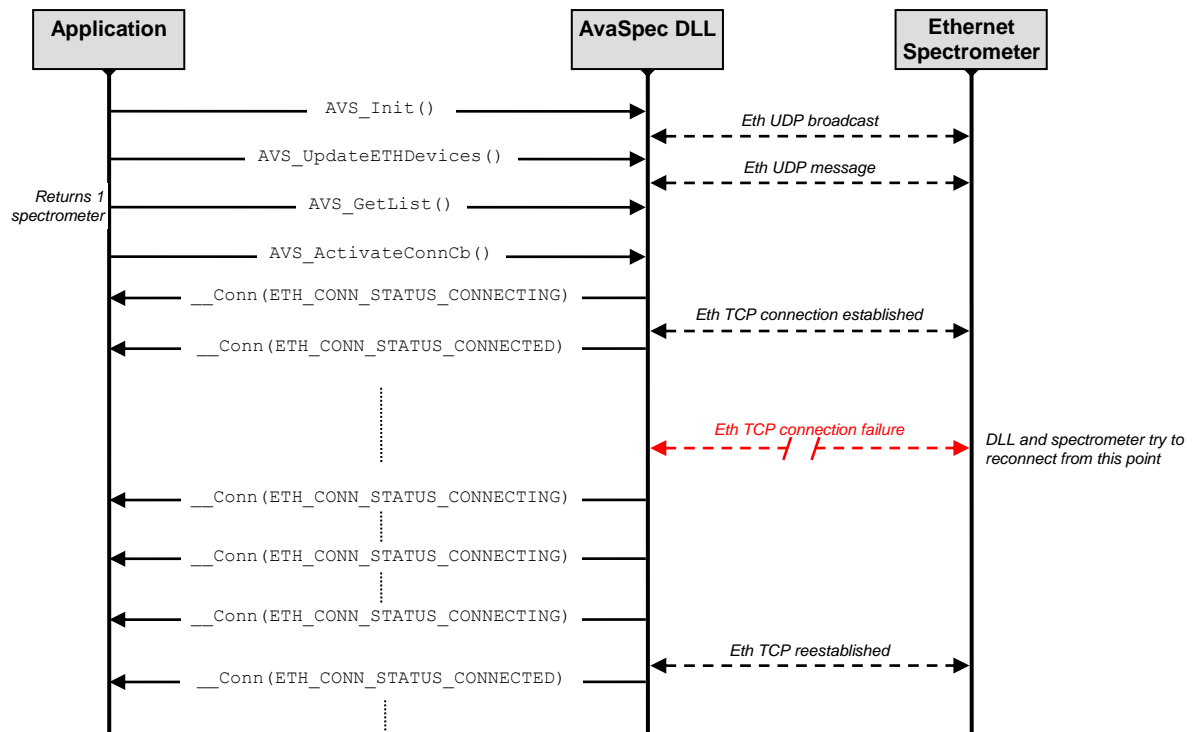 Application
AvaSpec DLL
Ethernet
Spectrometer
AVS_Init()
Eth UDP broadcast
AVS_UpdateETHDevices()
Eth UDP message
Returns 1
spectrometer
AVS_GetList()
AVS_ActivateConnCb()
__Conn(ETH_CONN_STATUS_CONNECTING)
Eth TCP connection established
__Conn(ETH_CONN_STATUS_CONNECTED)
Eth TCP connection failure
DLL and spectrometer try to
reconnect from this point
__Conn(ETH_CONN_STATUS_CONNECTING)
__Conn(ETH_CONN_STATUS_CONNECTING)
__Conn(ETH_CONN_STATUS_CONNECTING)
Eth TCP reestablished
__Conn(ETH_CONN_STATUS_CONNECTED)